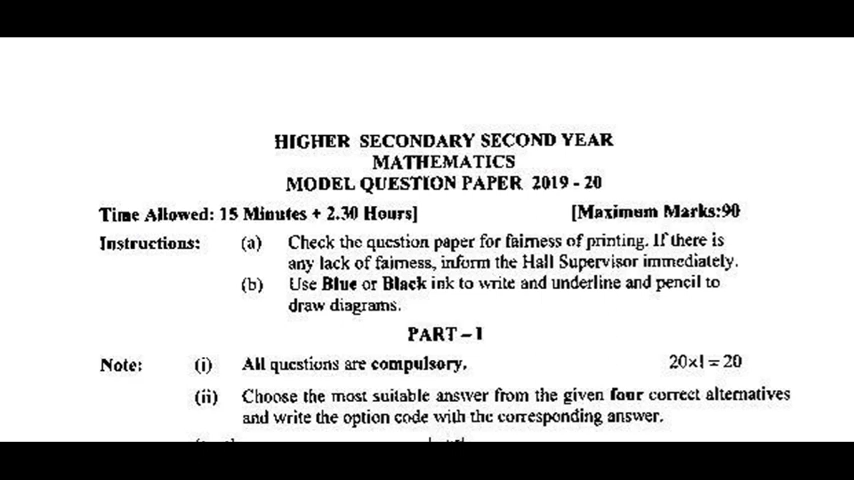 HIGHER SECONDARY SECOND YEAR
MATHEMATICS
MODEL QUESTION PAPER 2019 - 20
Time Allowed: 15 Minutes + 2.30 Hours] [Maximum Marks:90
Instructions: (a) Check the question paper for fairness of printing. If there is
any lack of fairness, inform the Hall Supervisor immediately.
(b) Use Blue or Black ink to write and underline and pencil to
draw diagrams.
PART – I
Note: (i) All questions are compulsory. 20×1 = 20
(ii) Choose the most suitable answer from the given four correct alternatives
and write the option code with the corresponding answer.